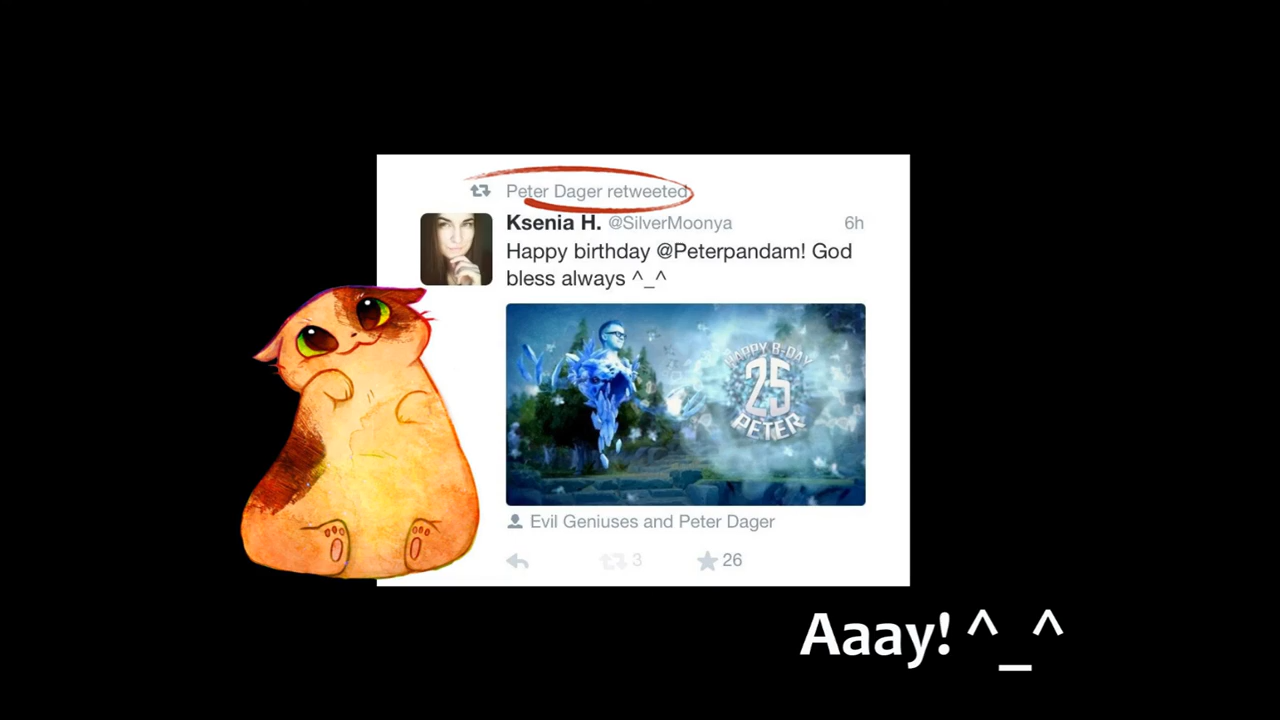 Peter Dager retweeted
Ksenia H. @SilverMoonya 6h
Happy birthday @Peterpandam! God
bless always ^_^
HAPPY B-DAY
25
PETER
Evil Geniuses and Peter Dager
3 26
Aaay! ^_^